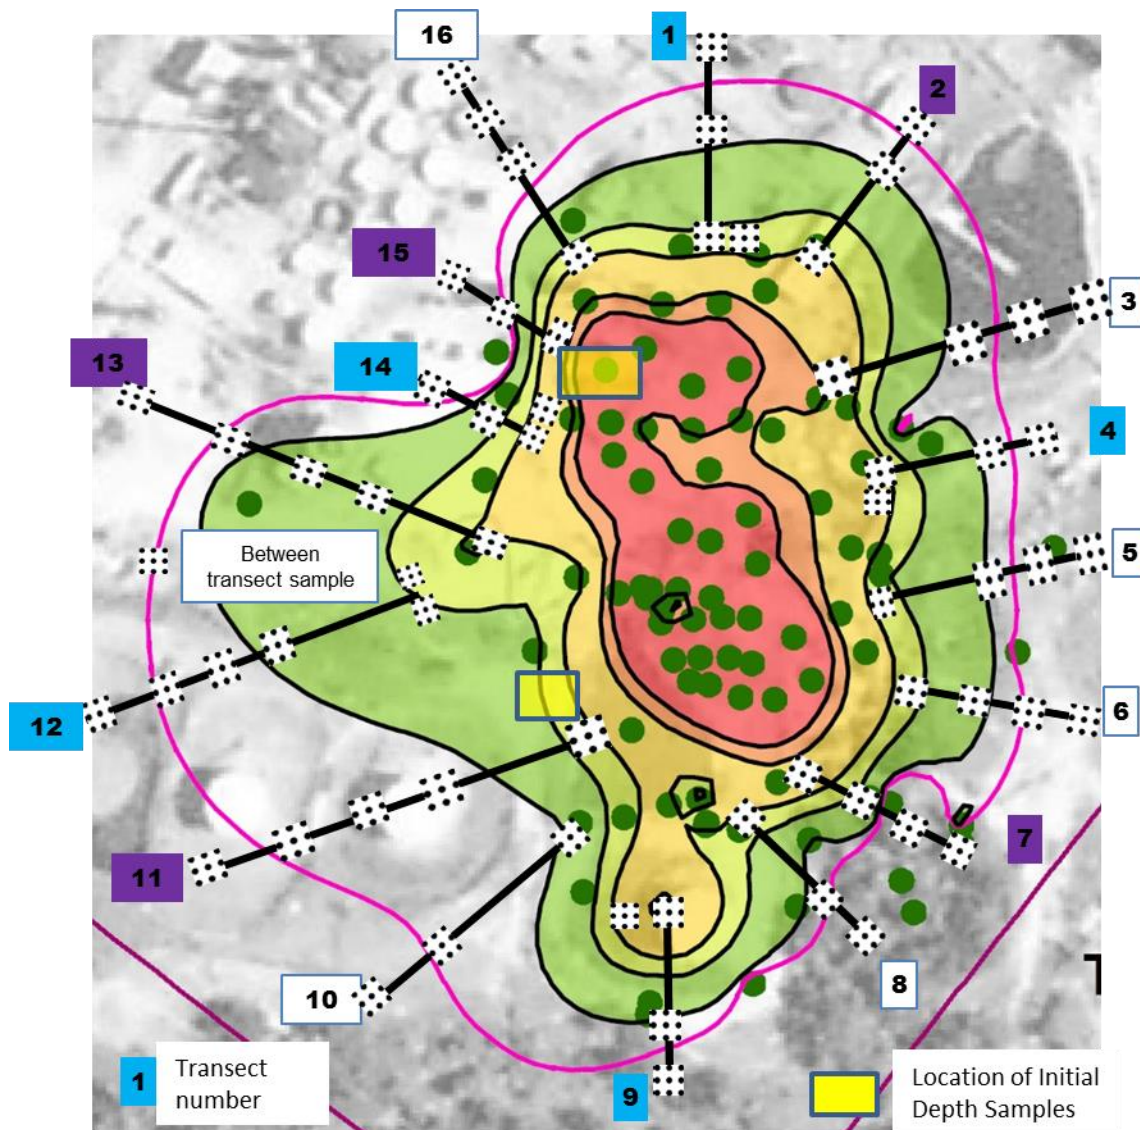 16
1
2
15
3
13
14
4
Between
transect sample
5
12
6
11
7
10
8
1
Transect
number
9
Location of Initial
Depth Samples